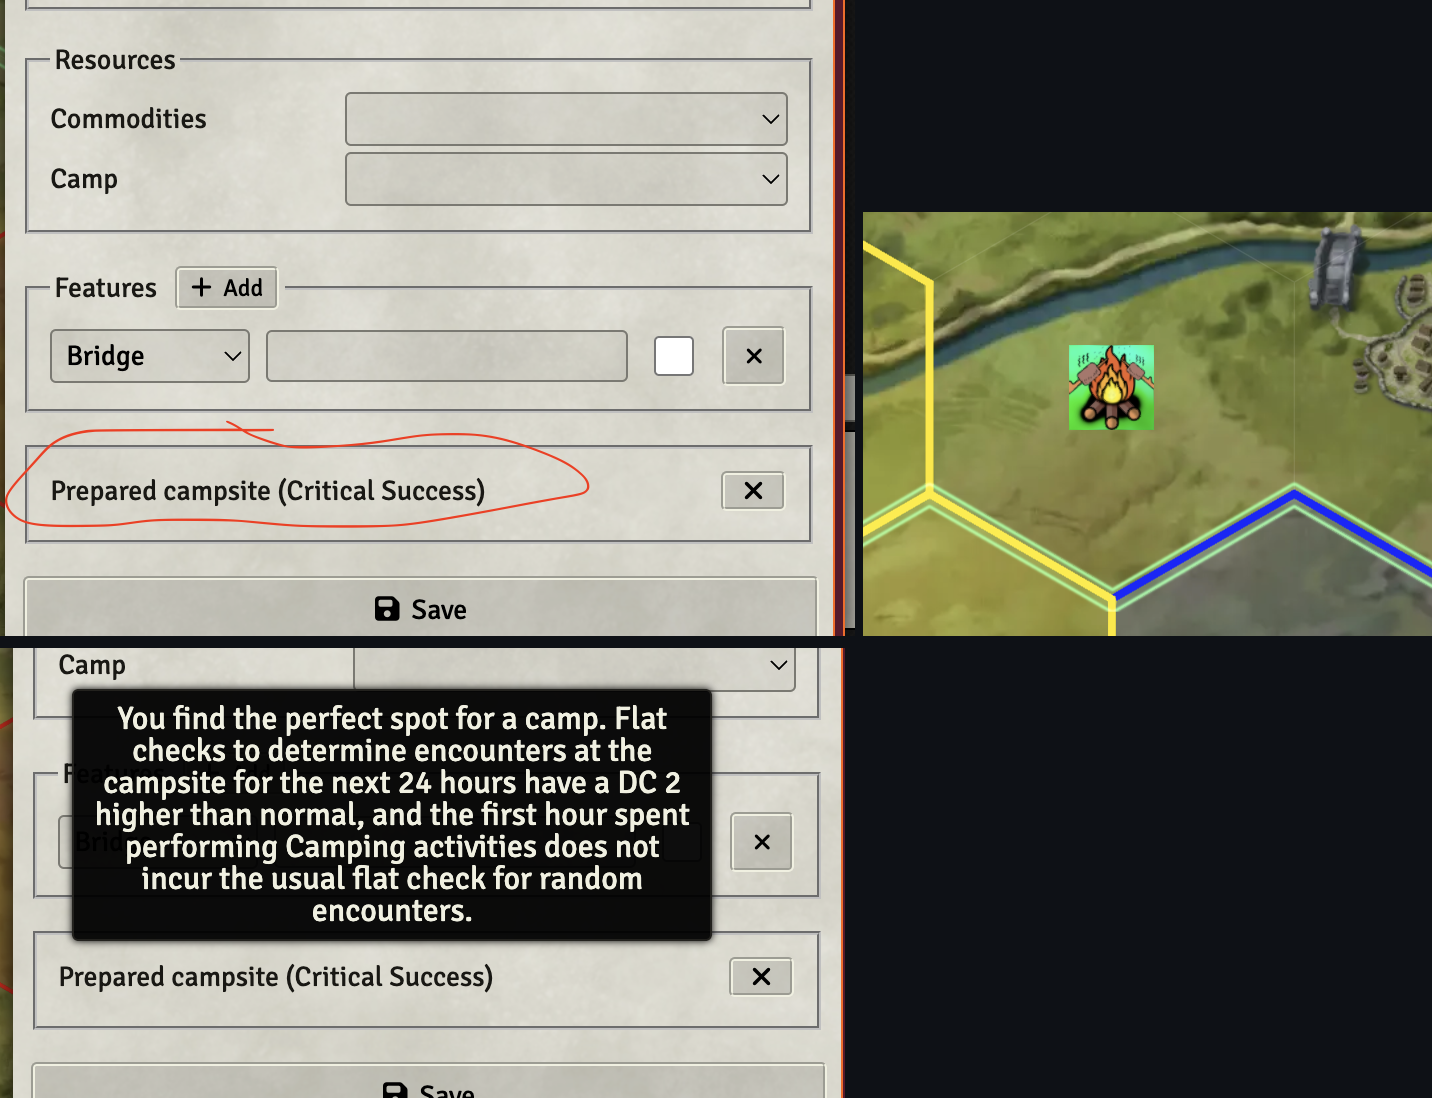 Resources
Commodities
Camp
Features
+ Add
Bridge
Prepared campsite (Critical Success)
Save
Camp
You find the perfect spot for a camp. Flat
checks to determine encounters at the
campsite for the next 24 hours have a DC 2
higher than normal, and the first hour spent
performing Camping activities does not
incur the usual flat check for random
encounters.
Features
Bridge
Prepared campsite (Critical Success)
Save